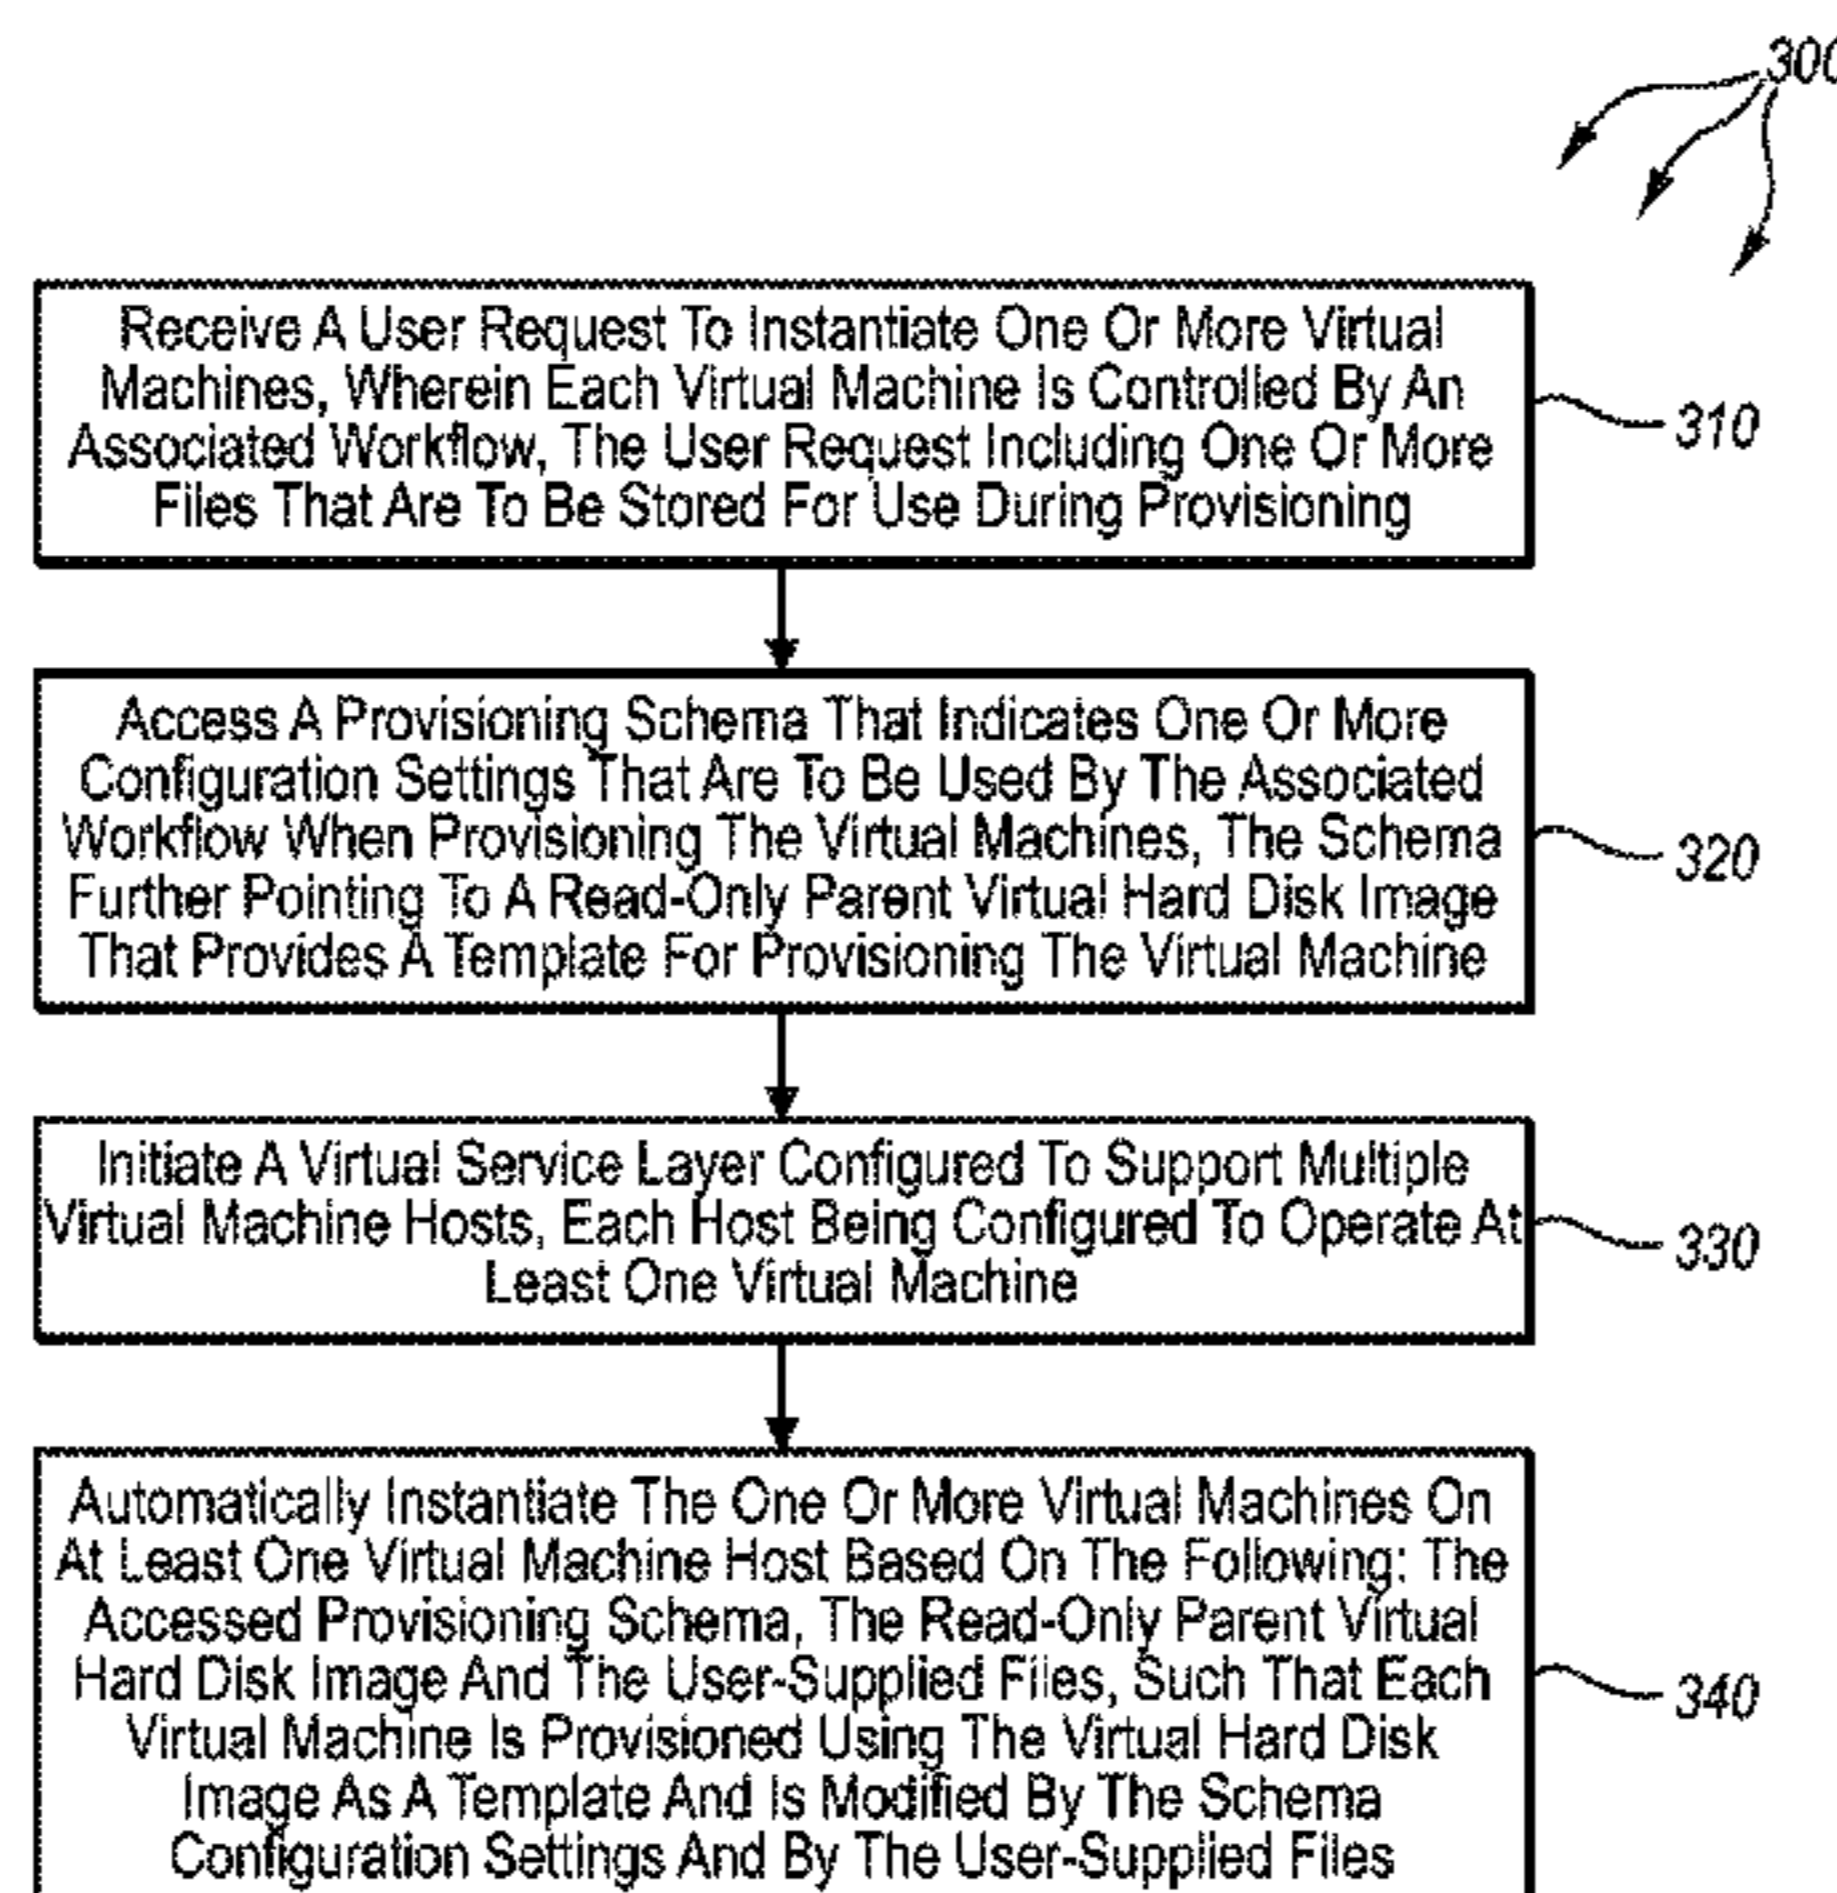 300
Receive A User Request To Instantiate One Or More Virtual
Machines, Wherein Each Virtual Machine Is Controlled By An
Associated Workflow, The User Request Including One Or More
Files That Are To Be Stored For Use During Provisioning
310
Access A Provisioning Schema That Indicates One Or More
Configuration Settings That Are To Be Used By The Associated
Workflow When Provisioning The Virtual Machines, The Schema
Further Pointing To A Read-Only Parent Virtual Hard Disk Image
That Provides A Template For Provisioning The Virtual Machine
320
Initiate A Virtual Service Layer Configured To Support Multiple
Virtual Machine Hosts, Each Host Being Configured To Operate At
Least One Virtual Machine
330
Automatically Instantiate The One Or More Virtual Machines On
At Least One Virtual Machine Host Based On The Following: The
Accessed Provisioning Schema, The Read-Only Parent Virtual
Hard Disk Image And The User-Supplied Files, Such That Each
Virtual Machine Is Provisioned Using The Virtual Hard Disk
Image As A Template And Is Modified By The Schema
Configuration Settings And By The User-Supplied Files
340